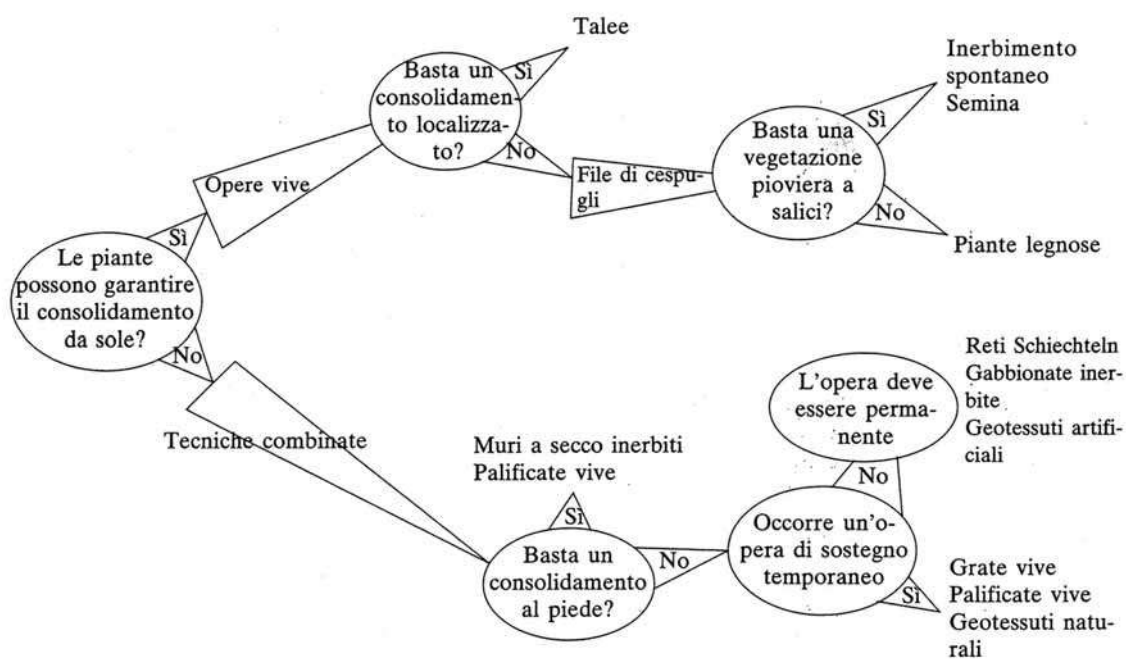 Talee
Sì
Basta un
consolidamen-
to localizza-
to?
No
Inerbimento
spontaneo
Semina
Sì
Basta una
vegetazione
pioviera a
salici?
No
Piante legnose
File di cespu-
gli
Opere vive
Sì
Le piante
possono garantire
il consolidamento
da sole?
No
Tecniche combinate
Muri a secco inerbiti
Palificate vive
Sì
Basta un
consolidamento
al piede?
No
L'opera deve
essere perma-
nente
Reti Schiechteln
Gabbionate iner-
bite
Geotessuti artifi-
ciali
No
Occorre un'o-
pera di sostegno
temporaneo
Sì
Grate vive
Palificate vive
Geotessuti natu-
rali